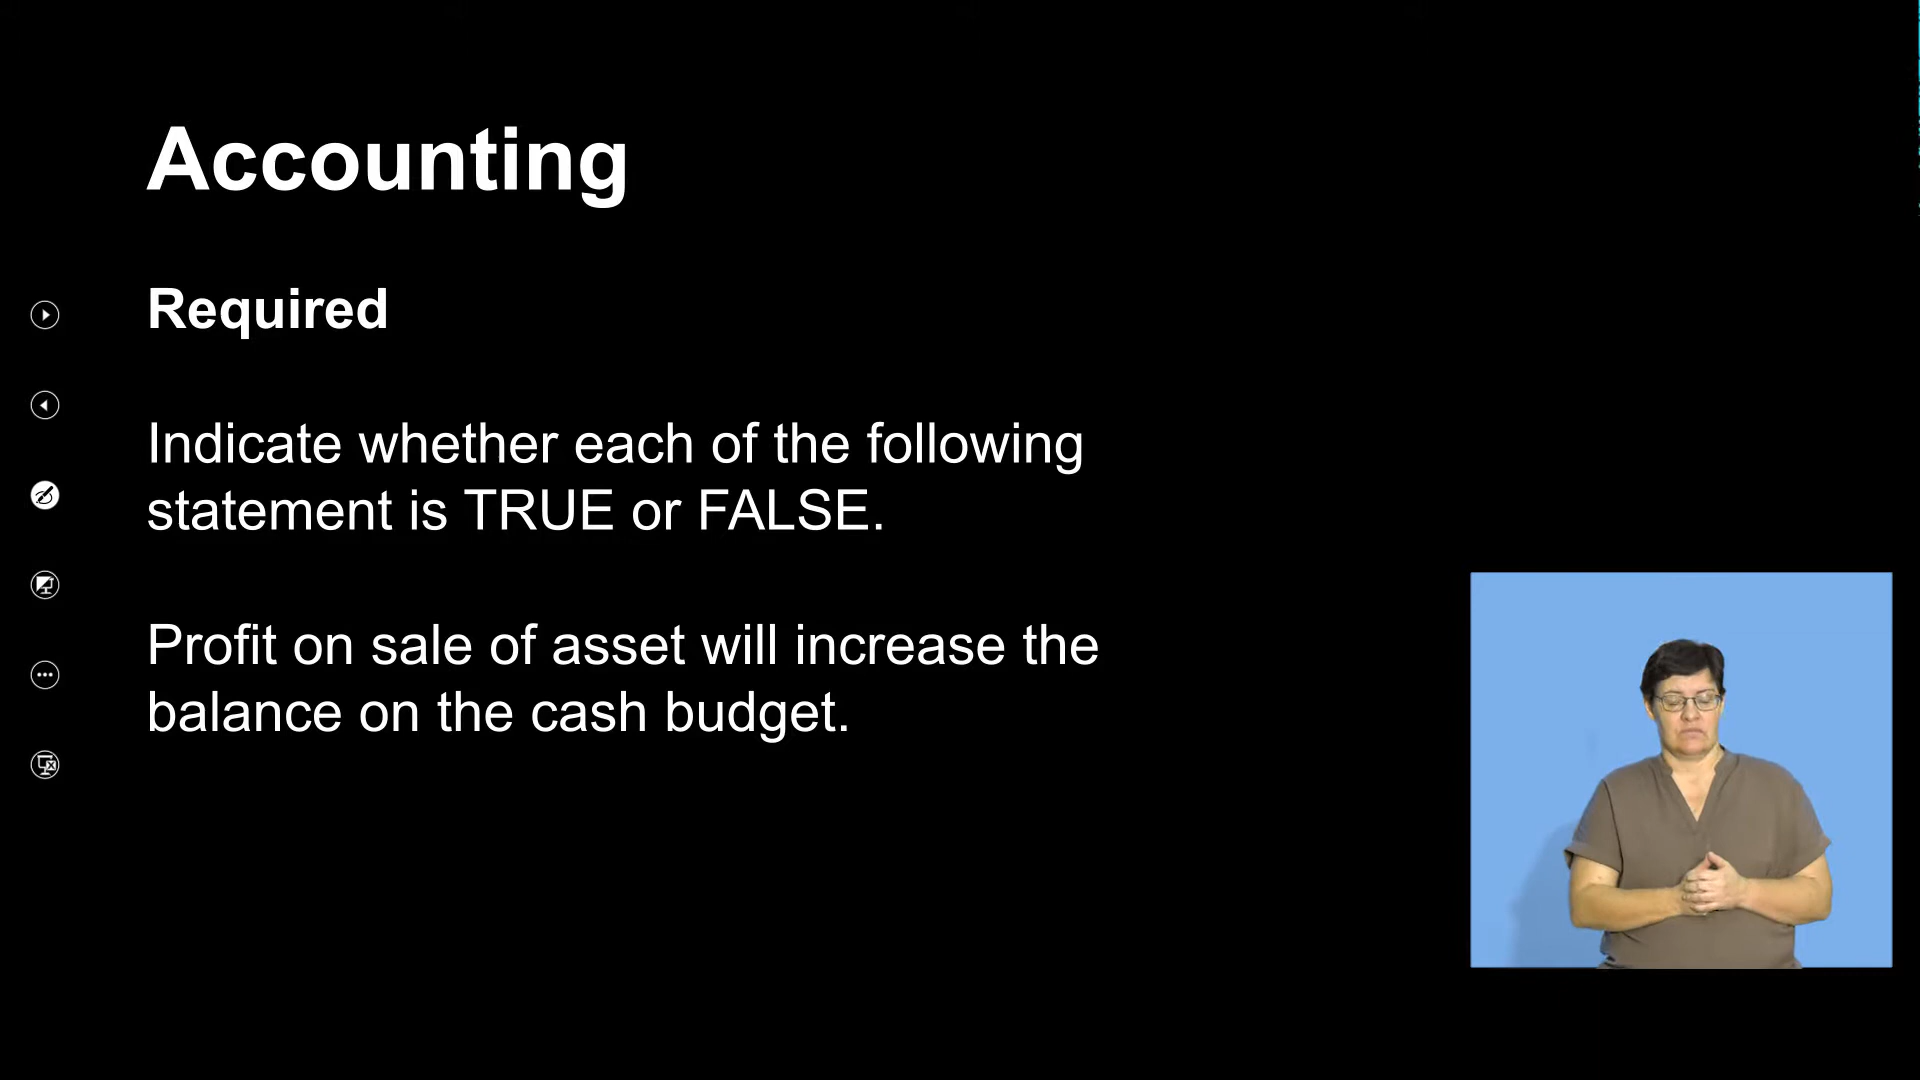 Accounting
Required
Indicate whether each of the following
statement is TRUE or FALSE.
Profit on sale of asset will increase the
balance on the cash budget.